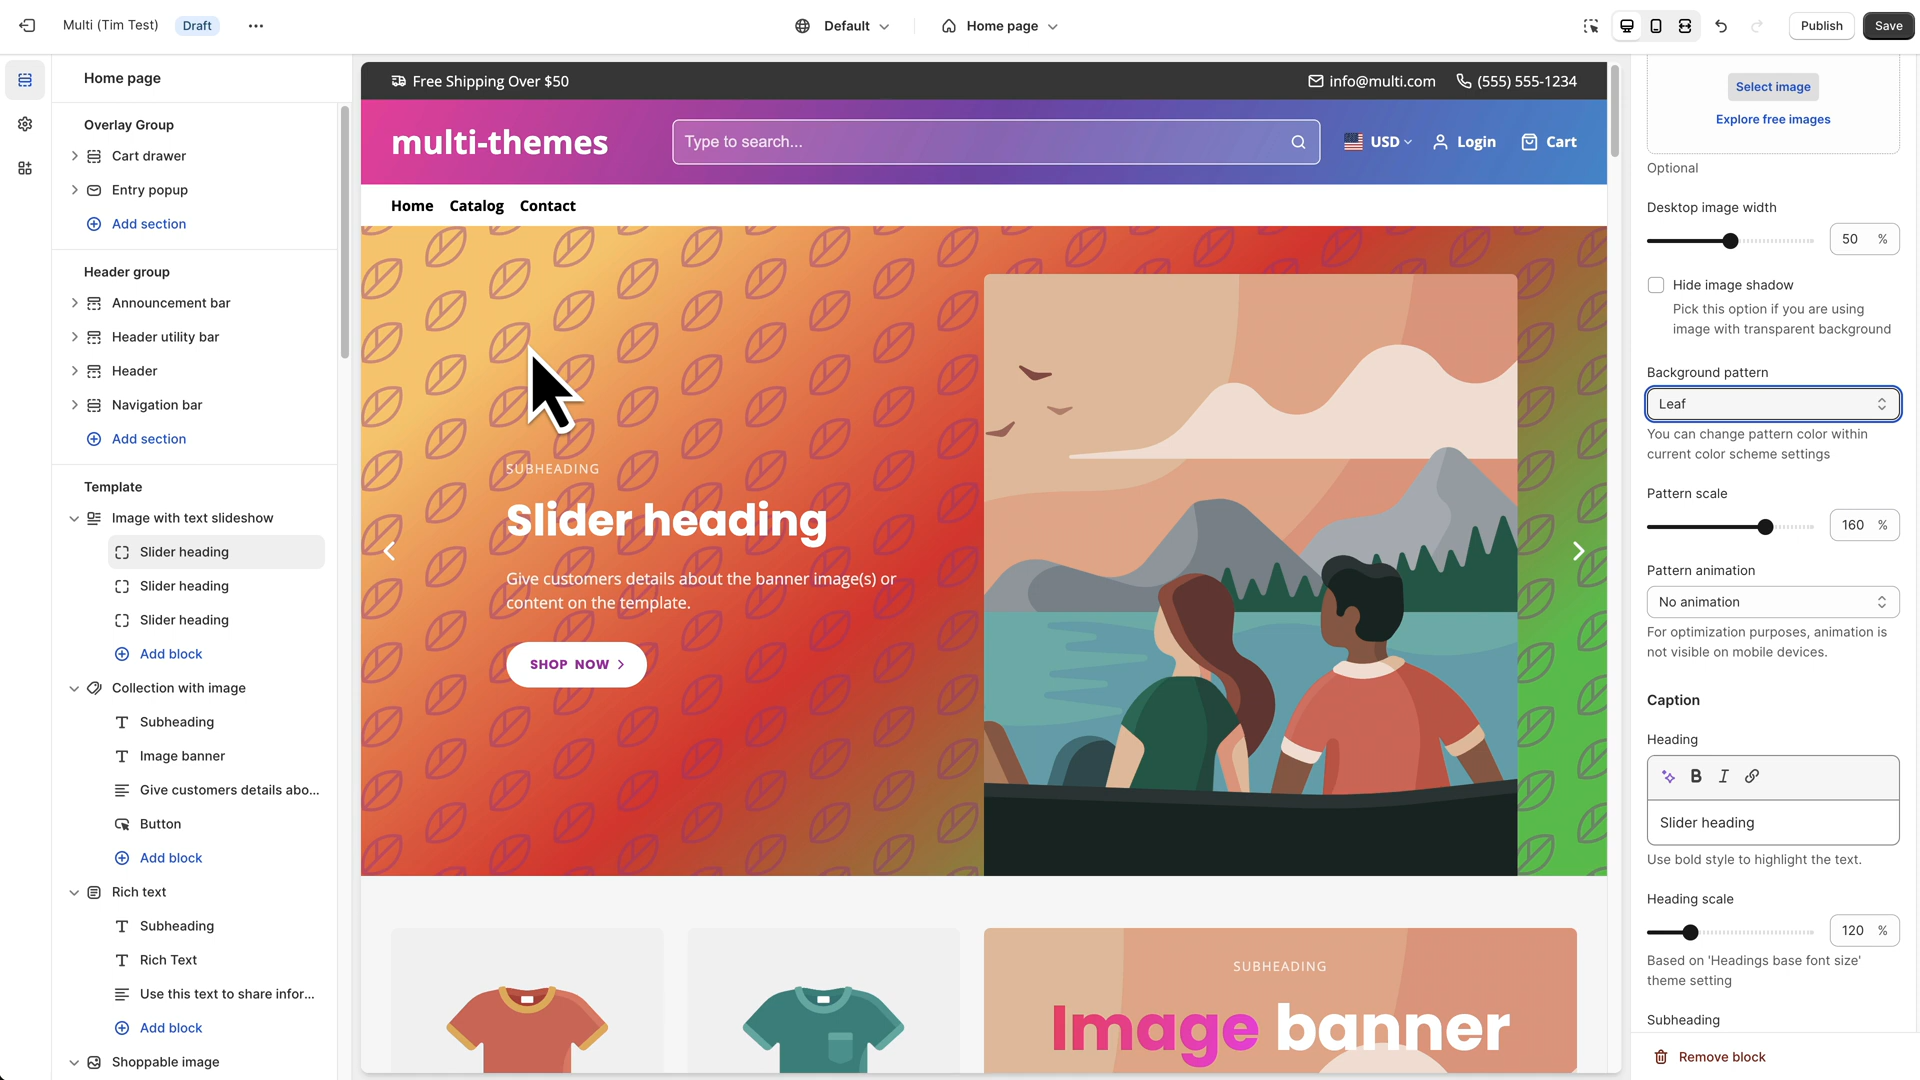 Multi (Tim Test)
Draft
Default
Home page
Publish
Save
Home page
Overlay Group
Cart drawer
Entry popup
Add section
Header group
Announcement bar
Header utility bar
Header
Navigation bar
Add section
Template
Image with text slideshow
Slider heading
Slider heading
Slider heading
Add block
Collection with image
Subheading
Image banner
Give customers details abo...
Button
Add block
Rich text
Subheading
Rich Text
Use this text to share infor...
Add block
Shoppable image
Free Shipping Over $50
info@multi.com
(555) 555-1234
multi-themes
Type to search...
USD
Login
Cart
Home
Catalog
Contact
SUBHEADING
Slider heading
Give customers details about the banner image(s) or
content on the template.
SHOP NOW
SUBHEADING
Image banner
Select image
Explore free images
Optional
Desktop image width
50 %
Hide image shadow
Pick this option if you are using
image with transparent background
Background pattern
Leaf
You can change pattern color within
current color scheme settings
Pattern scale
160 %
Pattern animation
No animation
For optimization purposes, animation is
not visible on mobile devices.
Caption
Heading
B I
Slider heading
Use bold style to highlight the text.
Heading scale
120 %
Based on 'Headings base font size'
theme setting
Subheading
Remove block